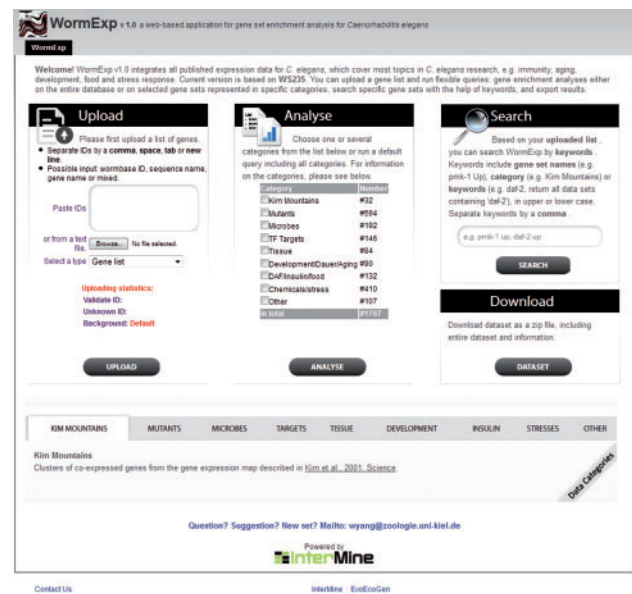 WormExp v 1.0 a web-based application for gene set enrichment analysis for Caenorhabditis elegans
WormExp
Welcome! WormExp v1.0 integrates all published expression data for C. elegans, which cover most topics in C. elegans research, e.g. immunity, aging,
development, food and stress response. Current version is based on WS235. You can upload a gene list and run flexible queries: gene enrichment analyses either
on the entire database or on selected gene sets represented in specific categories, search specific gene sets with the help of keywords, and export results.
Upload
Please first upload a list of genes.
Separate IDs by a comma, space, tab or new
line.
Possible input: wormbase ID, sequence name,
gene name or mixed.
Paste IDs
or from a text
file.
Browse... No file selected.
Select a type Gene list
Uploading statistics:
Validate ID:
Unknown ID:
Background: Default
UPLOAD
Analyse
Choose one or several
categories from the list below or run a default
query including all categories. For information
on the categories, please see below.
Category Number
Kim Mountains #32
Mutants #594
Microbes #192
TF Targets #146
Tissue #84
Development/Dauer/Aging #90
DAF/Insulin/food #132
Chemicals/stress #410
Other #107
In total #1787
ANALYSE
Search
Based on your uploaded list ,
you can search WormExp by keywords .
Keywords include gene set names (e.g.
pmk-1 Up), category (e.g. Kim Mountains) or
keywords (e.g. daf-2, return all data sets
containing 'daf-2'), in upper or lower case.
Separate keywords by a comma .
e.g. pmk-1 up, daf-2 up
SEARCH
Download
Download dataset as a zip file, including
entire dataset and information.
DATASET
KIM MOUNTAINS MUTANTS MICROBES TARGETS TISSUE DEVELOPMENT INSULIN STRESSES OTHER
Kim Mountains
Clusters of co-expressed genes from the gene expression map described in Kim et al., 2001, Science.
Data Categories
Question? Suggestion? New set? Mailto: wyang@zoologie.uni-kiel.de
Powered by
InterMine
Contact Us
InterMine | EvoEcoGen